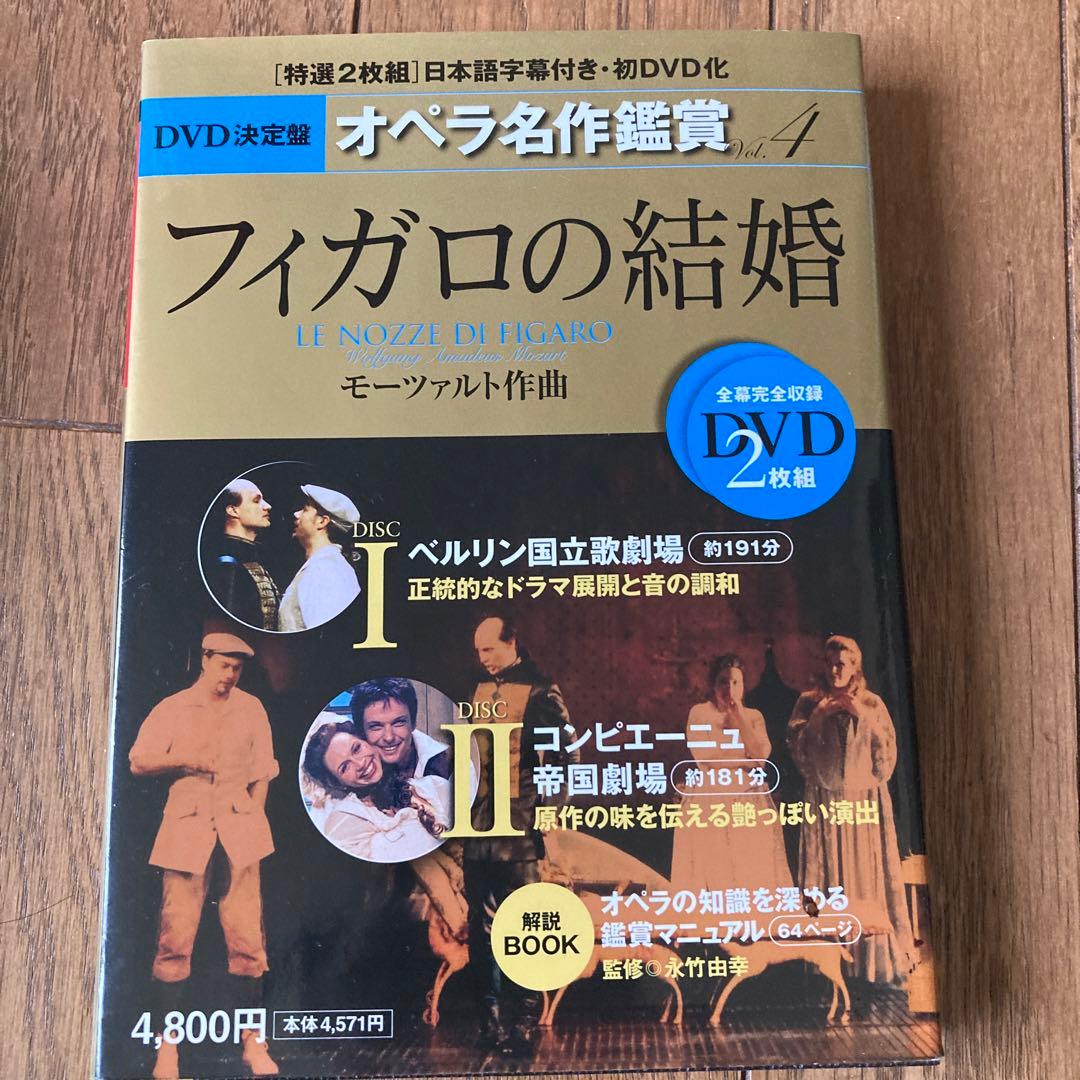 [特選2枚組]日本語字幕付き・初DVD化
DVD決定盤 オペラ名作鑑賞 Vol.4
フィガロの結婚
LE NOZZE DI FIGARO
Wolfgang Amadeus Mozart
モーツァルト作曲
全幕完全収録
DVD
2枚組
DISC
I
ベルリン国立歌劇場 約191分
正統的なドラマ展開と音の調和
DISC
II
コンピエーニュ
帝国劇場 約181分
原作の味を伝える艶っぽい演出
解説
BOOK
オペラの知識を深める
鑑賞マニュアル 64ページ
監修◎永竹由幸
4,800円 本体4,571円